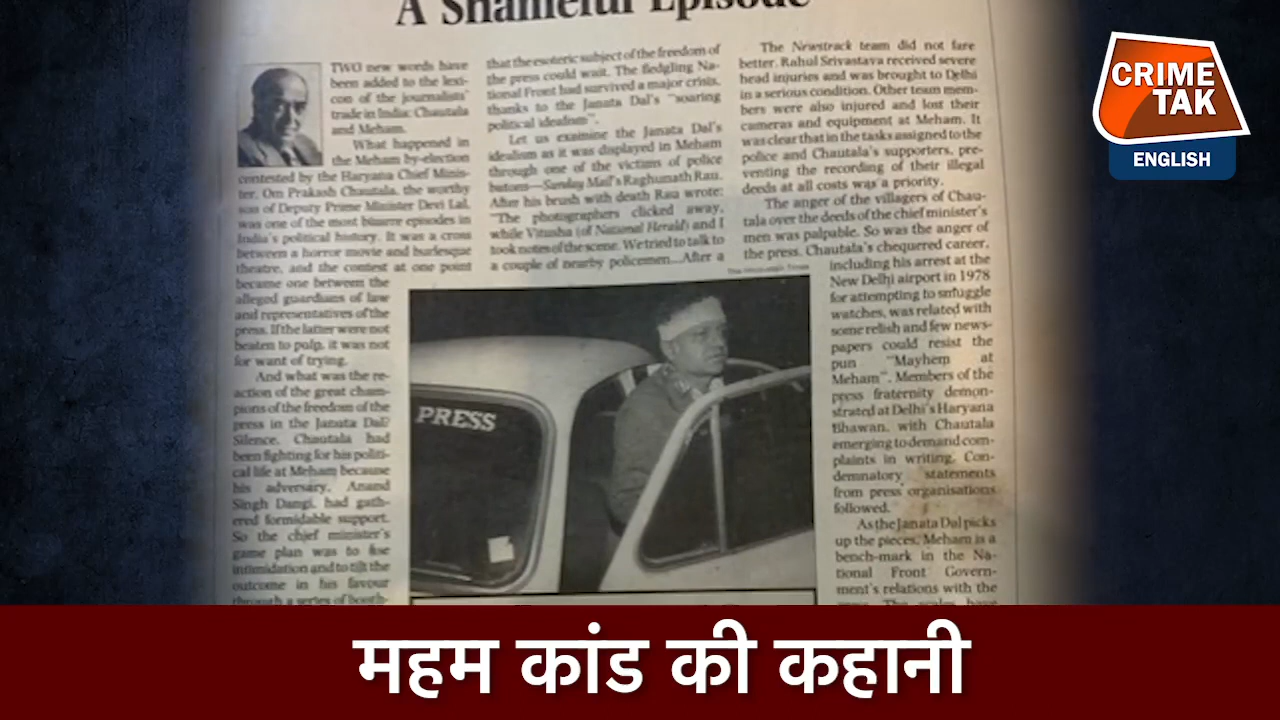 A Shameful Episode
TWO new words have
been added to the lexi-
con of the journalists'
trade in India: Chautala
and Meham.
What happened in
the Meham by-election
contested by the Haryana Chief Minis-
ter, Om Prakash Chautala, the worthy
son of Deputy Prime Minister Devi Lal,
was one of the most bizarre episodes in
India's political history. It was a cross
between a horror movie and burlesque
theatre, and the contest at one point
became one between the
alleged guardians of law
and representatives of the
press. If the latter were not
beaten to pulp, it was not
for want of trying.
And what was the re-
action of the great cham-
pions of the freedom of the
press in the Janata Dal?
Silence. Chautala had
been fighting for his politi-
cal life at Meham because
his adversary, Anand
Singh Dangi, had gath-
ered formidable support.
So the chief minister's
game plan was to use
intimidation and to tilt the
outcome in his favour
through a series of booth-
that the esoteric subject of the freedom of
the press could wait. The fledgling Na-
tional Front had survived a major crisis,
thanks to the Janata Dal's "soaring
political idealism".
Let us examine the Janata Dal's
idealism as it was displayed in Meham
through one of the victims of police
batons—Sunday Mail's Raghunath Rau.
After his brush with death Rau wrote:
"The photographers clicked away,
while Vitusha (of National Herald) and I
took notes of the scene. We tried to talk to
a couple of nearby policemen....After a
The Hindustan Times
PRESS
The Newstrack team did not fare
better. Rahul Srivastava received severe
head injuries and was brought to Delhi
in a serious condition. Other team mem-
bers were also injured and lost their
cameras and equipment at Meham. It
was clear that in the tasks assigned to the
police and Chautala's supporters, pre-
venting the recording of their illegal
deeds at all costs was a priority.
The anger of the villagers of Chau-
tala over the deeds of the chief minister's
men was palpable. So was the anger of
the press. Chautala's chequered career,
including his arrest at the
New Delhi airport in 1978
for attempting to smuggle
watches, was related with
some relish and few news-
papers could resist the
pun "Mayhem at
Meham". Members of the
press fraternity demon-
strated at Delhi's Haryana
Bhawan, with Chautala
emerging to demand com-
plaints in writing. Con-
demnatory statements
from press organisations
followed.
As the Janata Dal picks
up the pieces, Meham is a
bench-mark in the Na-
tional Front Govern-
ment's relations with the
CRIME
TAK
ENGLISH
महम कांड की कहानी